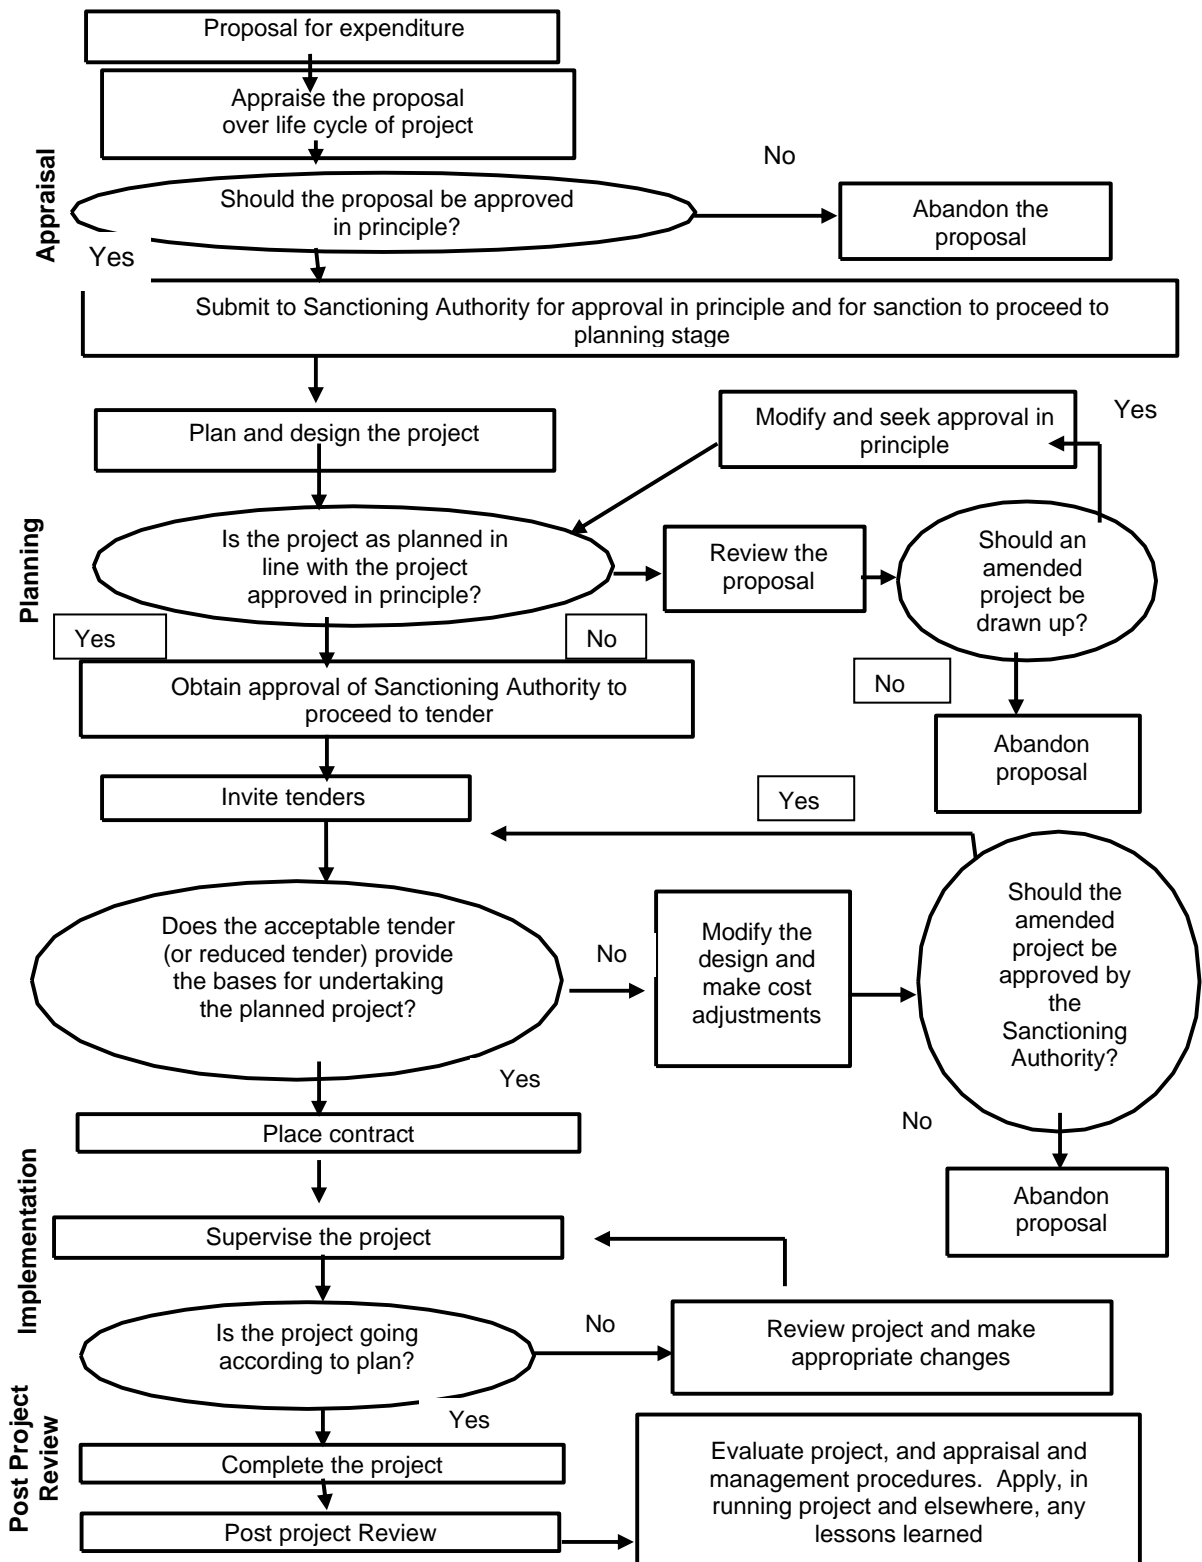 Proposal for expenditure
Appraise the proposal
over life cycle of project
Appraisal
No
Should the proposal be approved
in principle?
Abandon the
proposal
Yes
Submit to Sanctioning Authority for approval in principle and for sanction to proceed to
planning stage
Modify and seek approval in
principle
Yes
Plan and design the project
Planning
Is the project as planned in
line with the project
approved in principle?
Review the
proposal
Should an
amended
project be
drawn up?
Yes
No
No
Obtain approval of Sanctioning Authority to
proceed to tender
Abandon
proposal
Invite tenders
Yes
Does the acceptable tender
(or reduced tender) provide
the bases for undertaking
the planned project?
No
Modify the
design and
make cost
adjustments
Should the
amended
project be
approved by
the
Sanctioning
Authority?
Yes
No
Place contract
Abandon
proposal
Implementation
Supervise the project
Is the project going
according to plan?
No
Review project and make
appropriate changes
Yes
Post Project
Review
Complete the project
Evaluate project, and appraisal and
management procedures.  Apply, in
running project and elsewhere, any
lessons learned
Post project Review